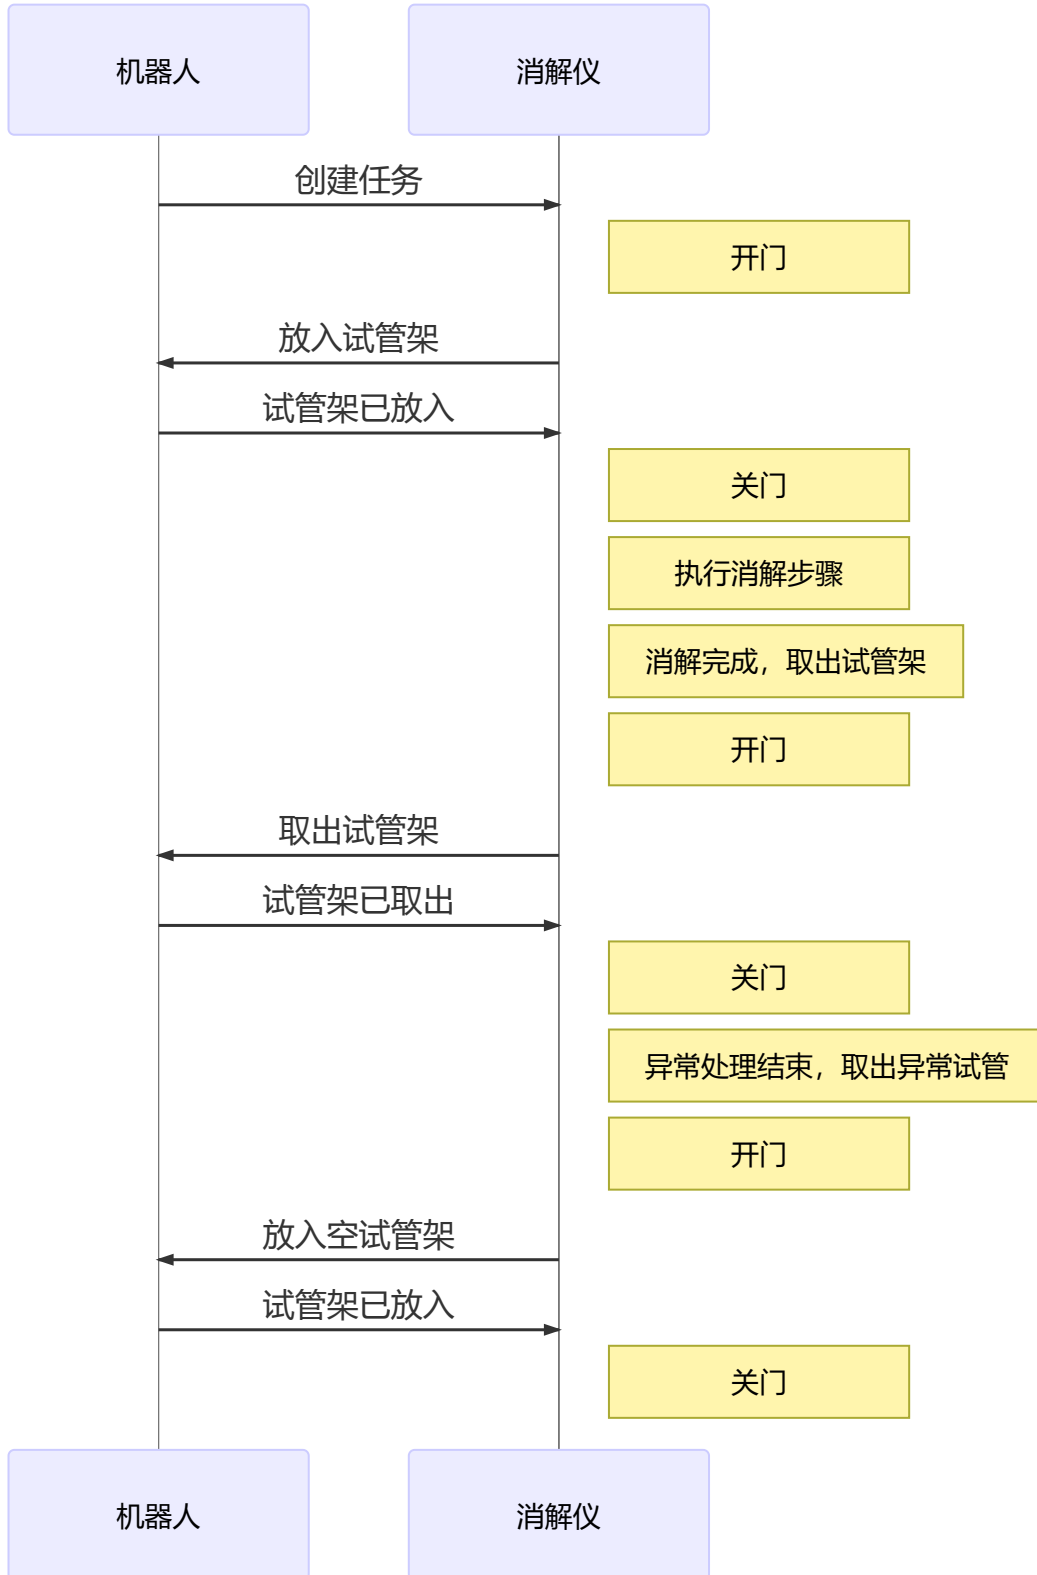 机器人
消解仪
创建任务
开门
放入试管架
试管架已放入
关门
执行消解步骤
消解完成，取出试管架
开门
取出试管架
试管架已取出
关门
异常处理结束，取出异常试管
开门
放入空试管架
试管架已放入
关门
机器人
消解仪